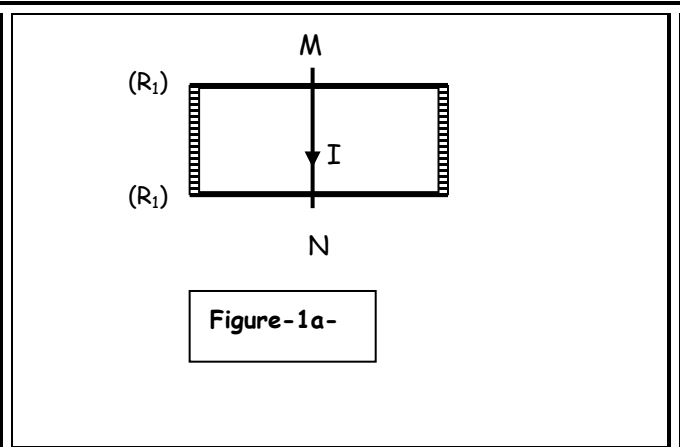 M
(R₁)
I
(R₁)
N
Figure-1a-